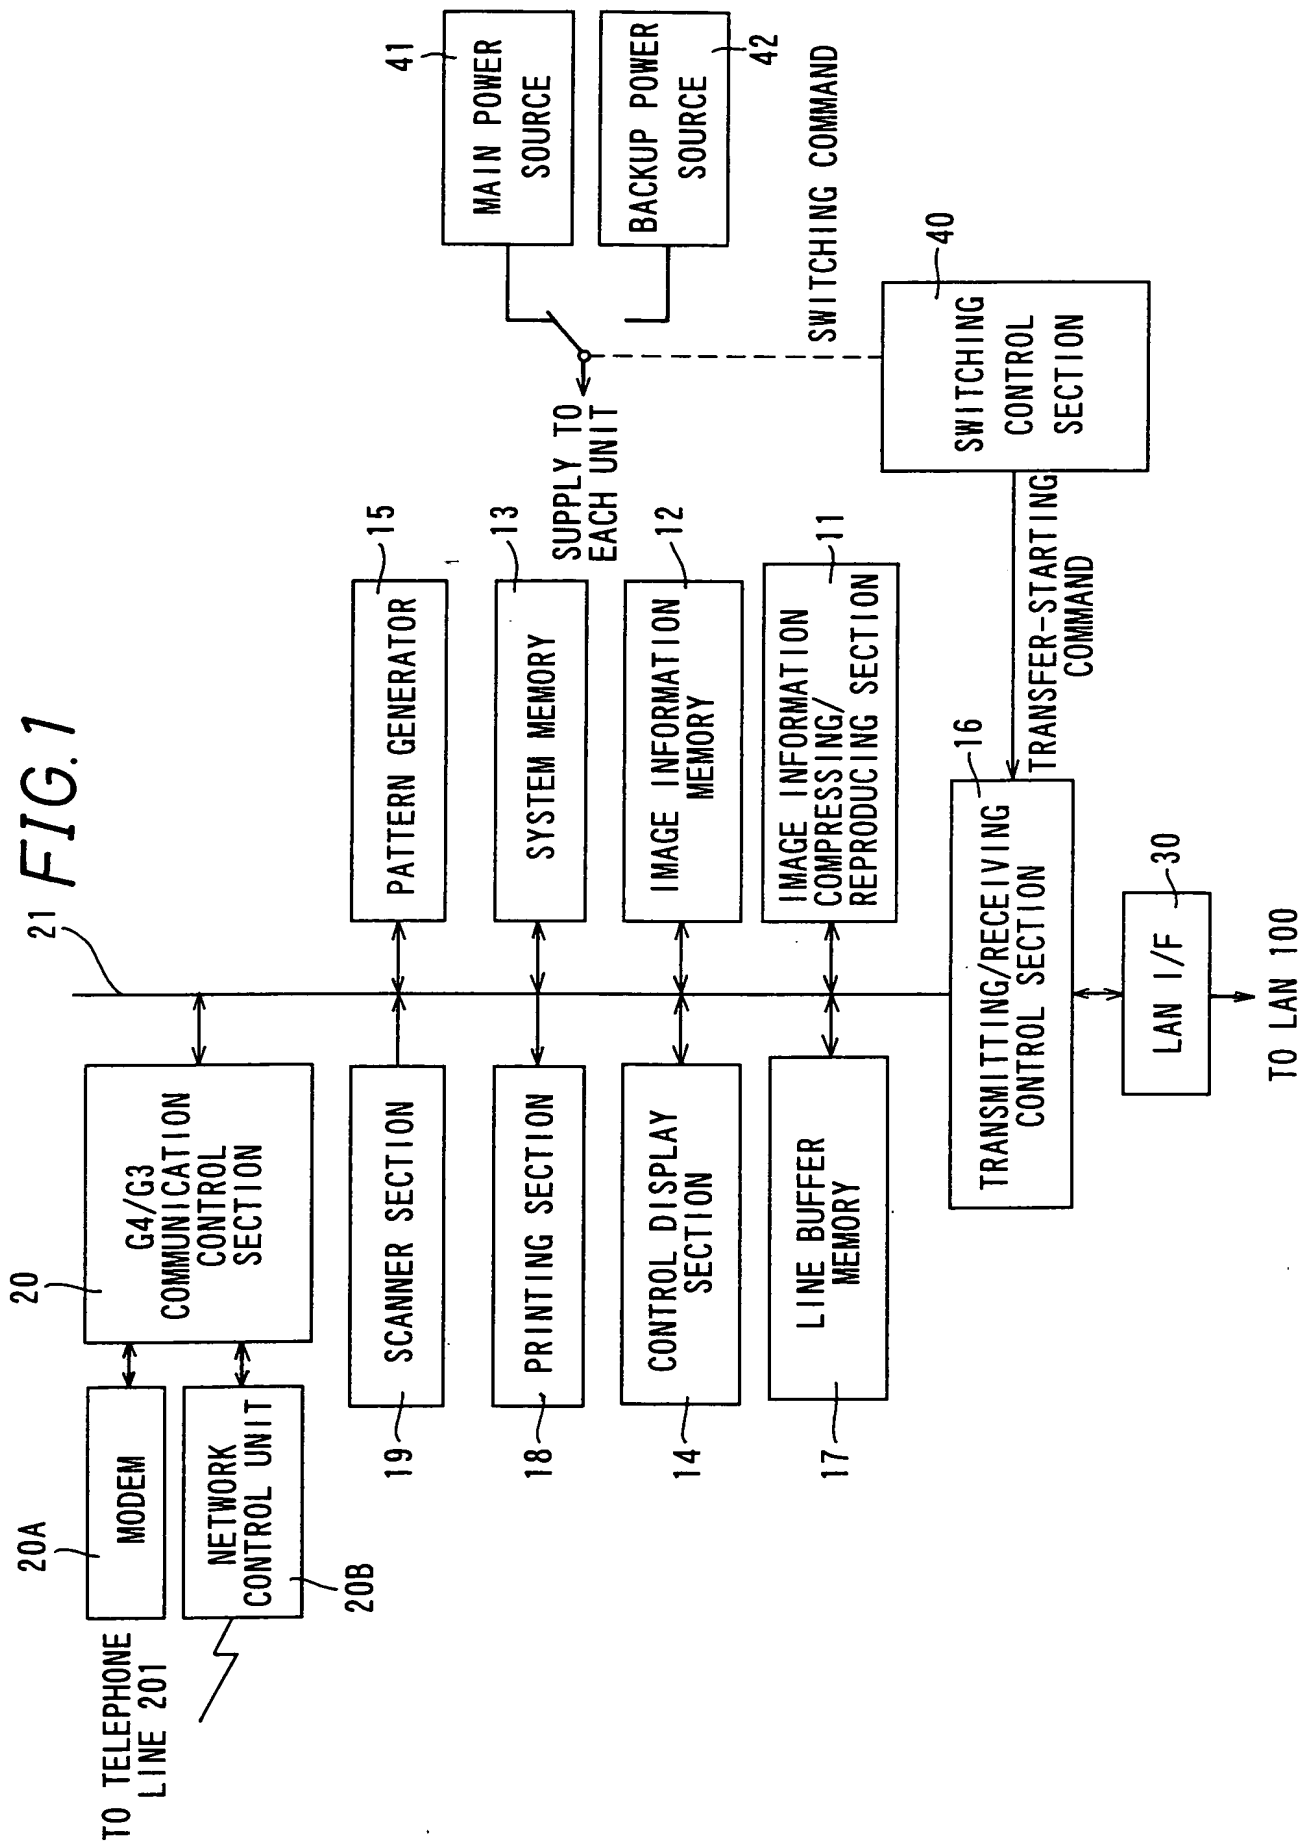 FIG. 1
TO TELEPHONE
LINE 201
20A
MODEM
NETWORK
CONTROL UNIT
20B
20
G4/G3
COMMUNICATION
CONTROL
SECTION
21
19
SCANNER SECTION
18
PRINTING SECTION
14
CONTROL DISPLAY
SECTION
17
LINE BUFFER
MEMORY
PATTERN GENERATOR
15
SYSTEM MEMORY
13
IMAGE INFORMATION
MEMORY
12
IMAGE INFORMATION
COMPRESSING/
REPRODUCING SECTION
11
TRANSMITTING/RECEIVING
CONTROL SECTION
16
LAN I/F
30
TO LAN 100
TRANSFER-STARTING
COMMAND
SWITCHING
CONTROL
SECTION
40
SWITCHING COMMAND
SUPPLY TO
EACH UNIT
MAIN POWER
SOURCE
41
BACKUP POWER
SOURCE
42